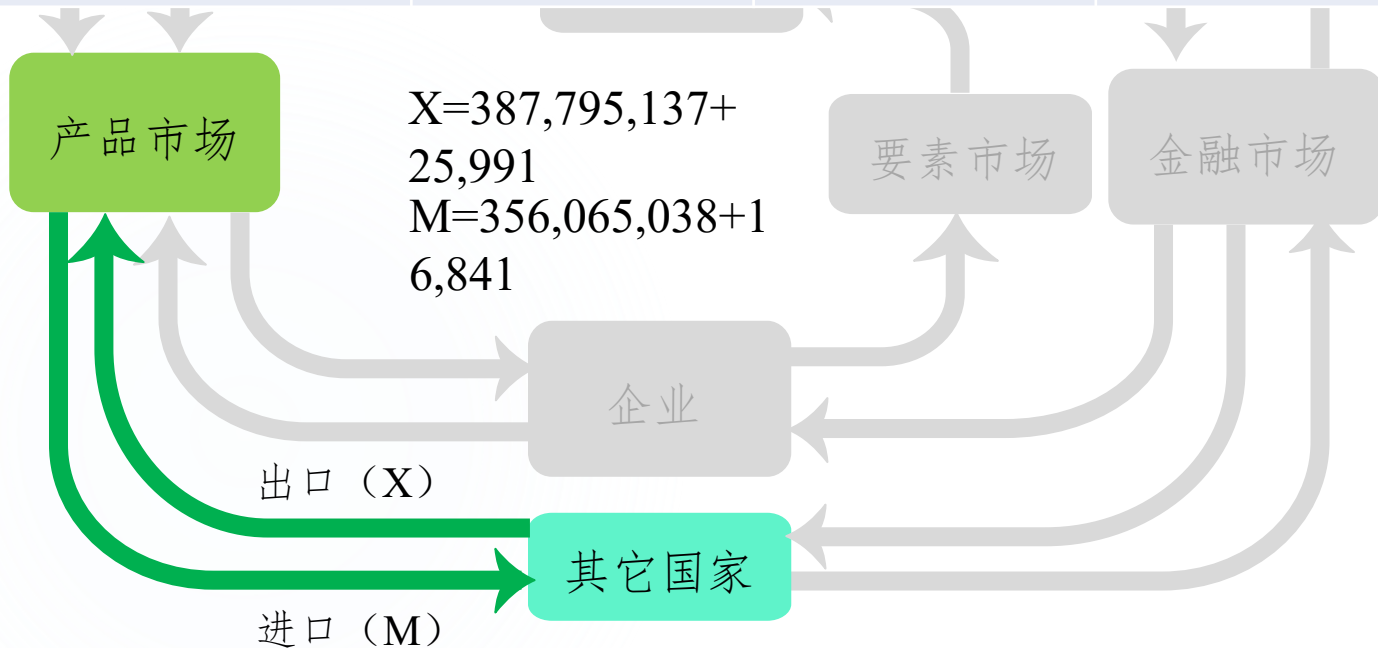 产品市场
X=387,795,137+
25,991
M=356,065,038+1
6,841
要素市场
金融市场
企业
出口（X）
其它国家
进口（M）